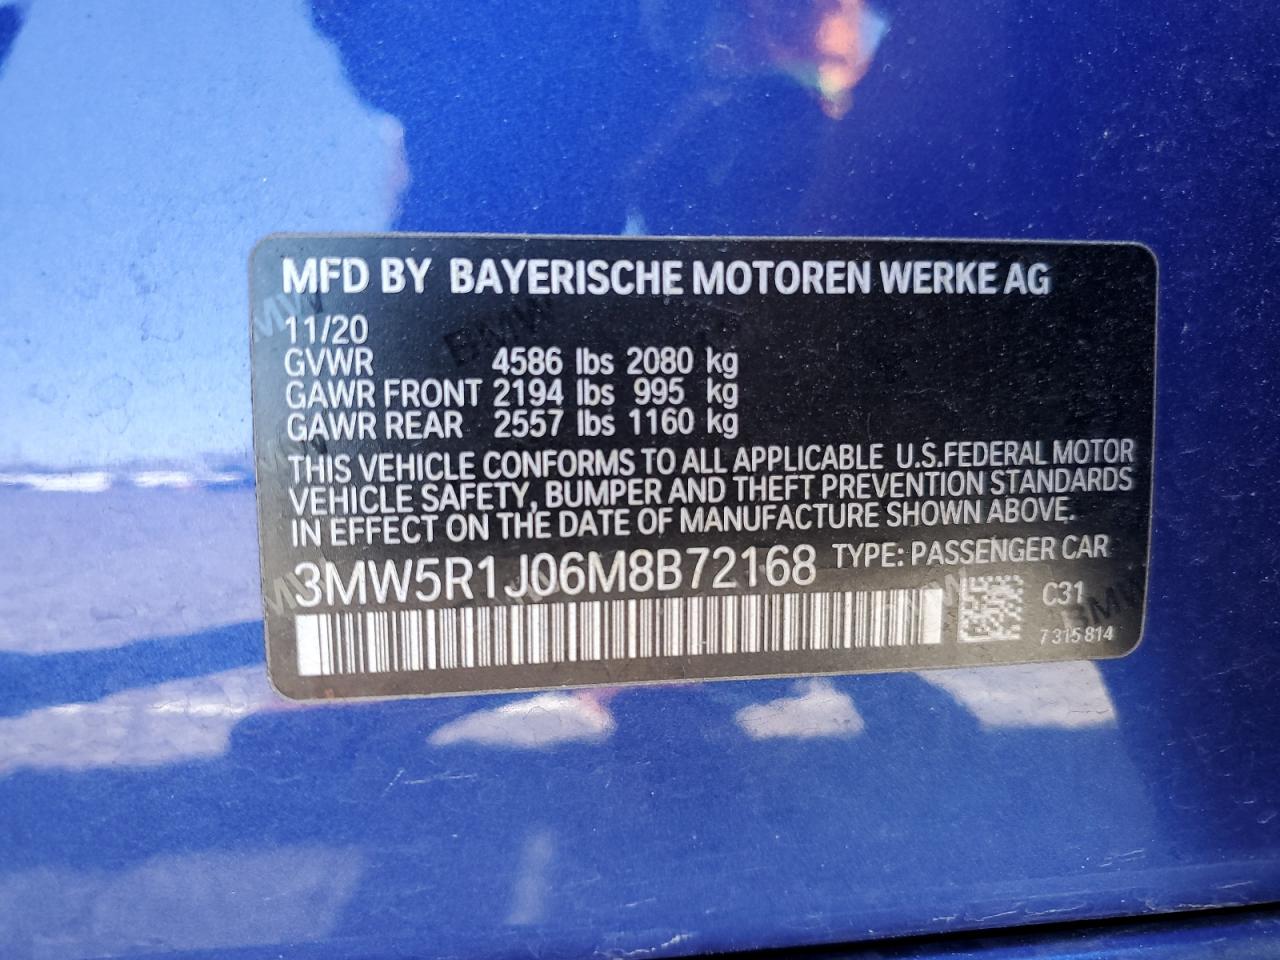 MFD BY BAYERISCHE MOTOREN WERKE AG
11/20
GVWR 4586 lbs 2080 kg
GAWR FRONT 2194 lbs 995 kg
GAWR REAR 2557 lbs 1160 kg
THIS VEHICLE CONFORMS TO ALL APPLICABLE U.S.FEDERAL MOTOR
VEHICLE SAFETY, BUMPER AND THEFT PREVENTION STANDARDS
IN EFFECT ON THE DATE OF MANUFACTURE SHOWN ABOVE.
3MW5R1J06M8B72168 TYPE: PASSENGER CAR
C31
7315814